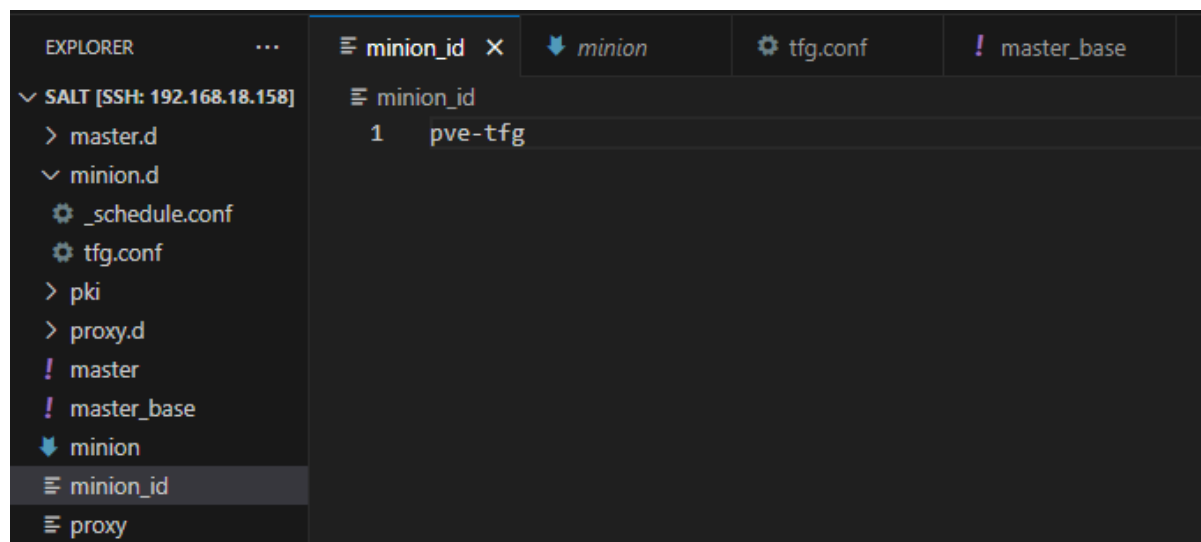 EXPLORER ...
minion_id × minion tfg.conf ! master_base
SALT [SSH: 192.168.18.158]
minion_id
> master.d
1 pve-tfg
minion.d
_schedule.conf
tfg.conf
> pki
> proxy.d
! master
! master_base
minion
minion_id
proxy